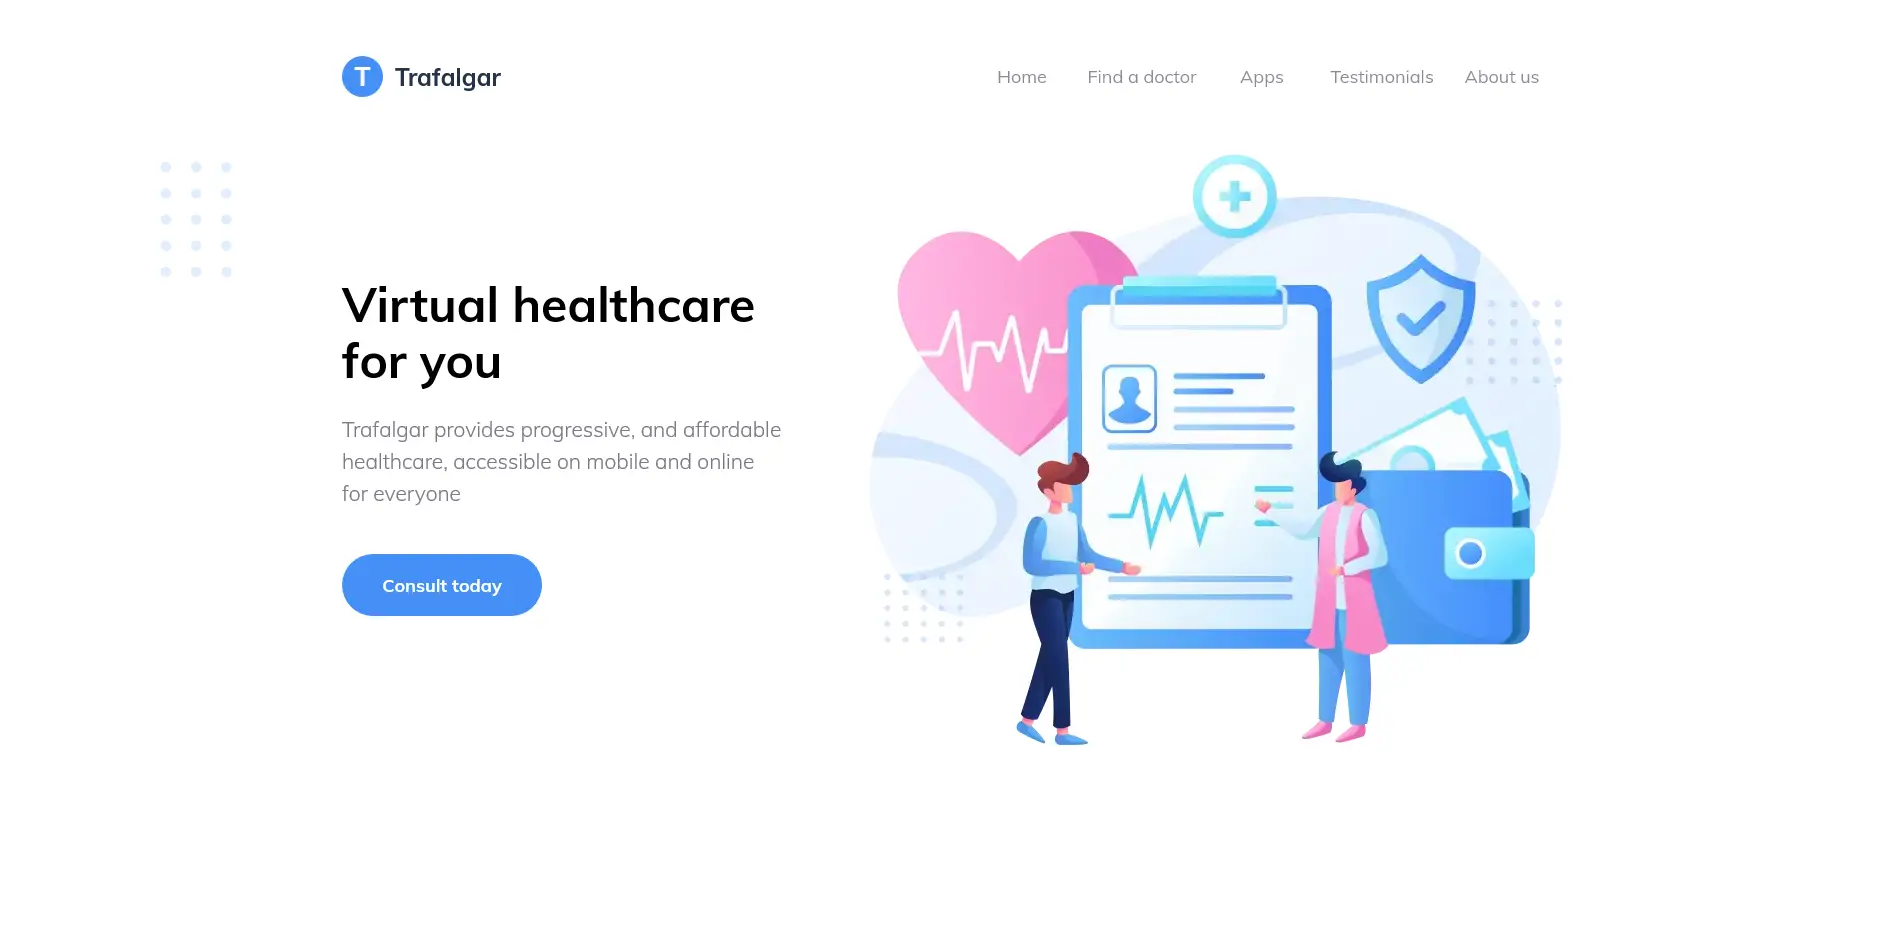 T Trafalgar
Home Find a doctor Apps Testimonials About us
Virtual healthcare
for you
Trafalgar provides progressive, and affordable
healthcare, accessible on mobile and online
for everyone
Consult today